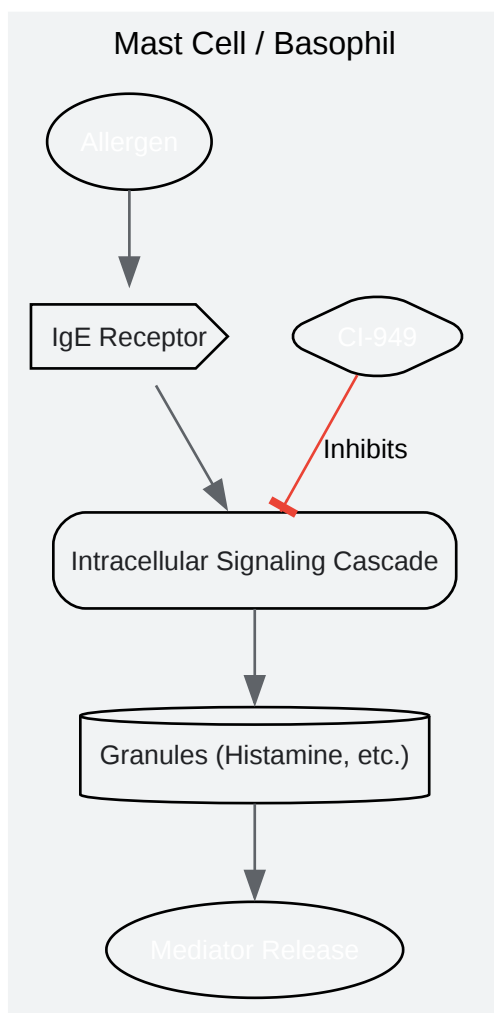 Mast Cell / Basophil
Allergen
IgE Receptor
CI-949
Inhibits
Intracellular Signaling Cascade
Granules (Histamine, etc.)
Mediator Release